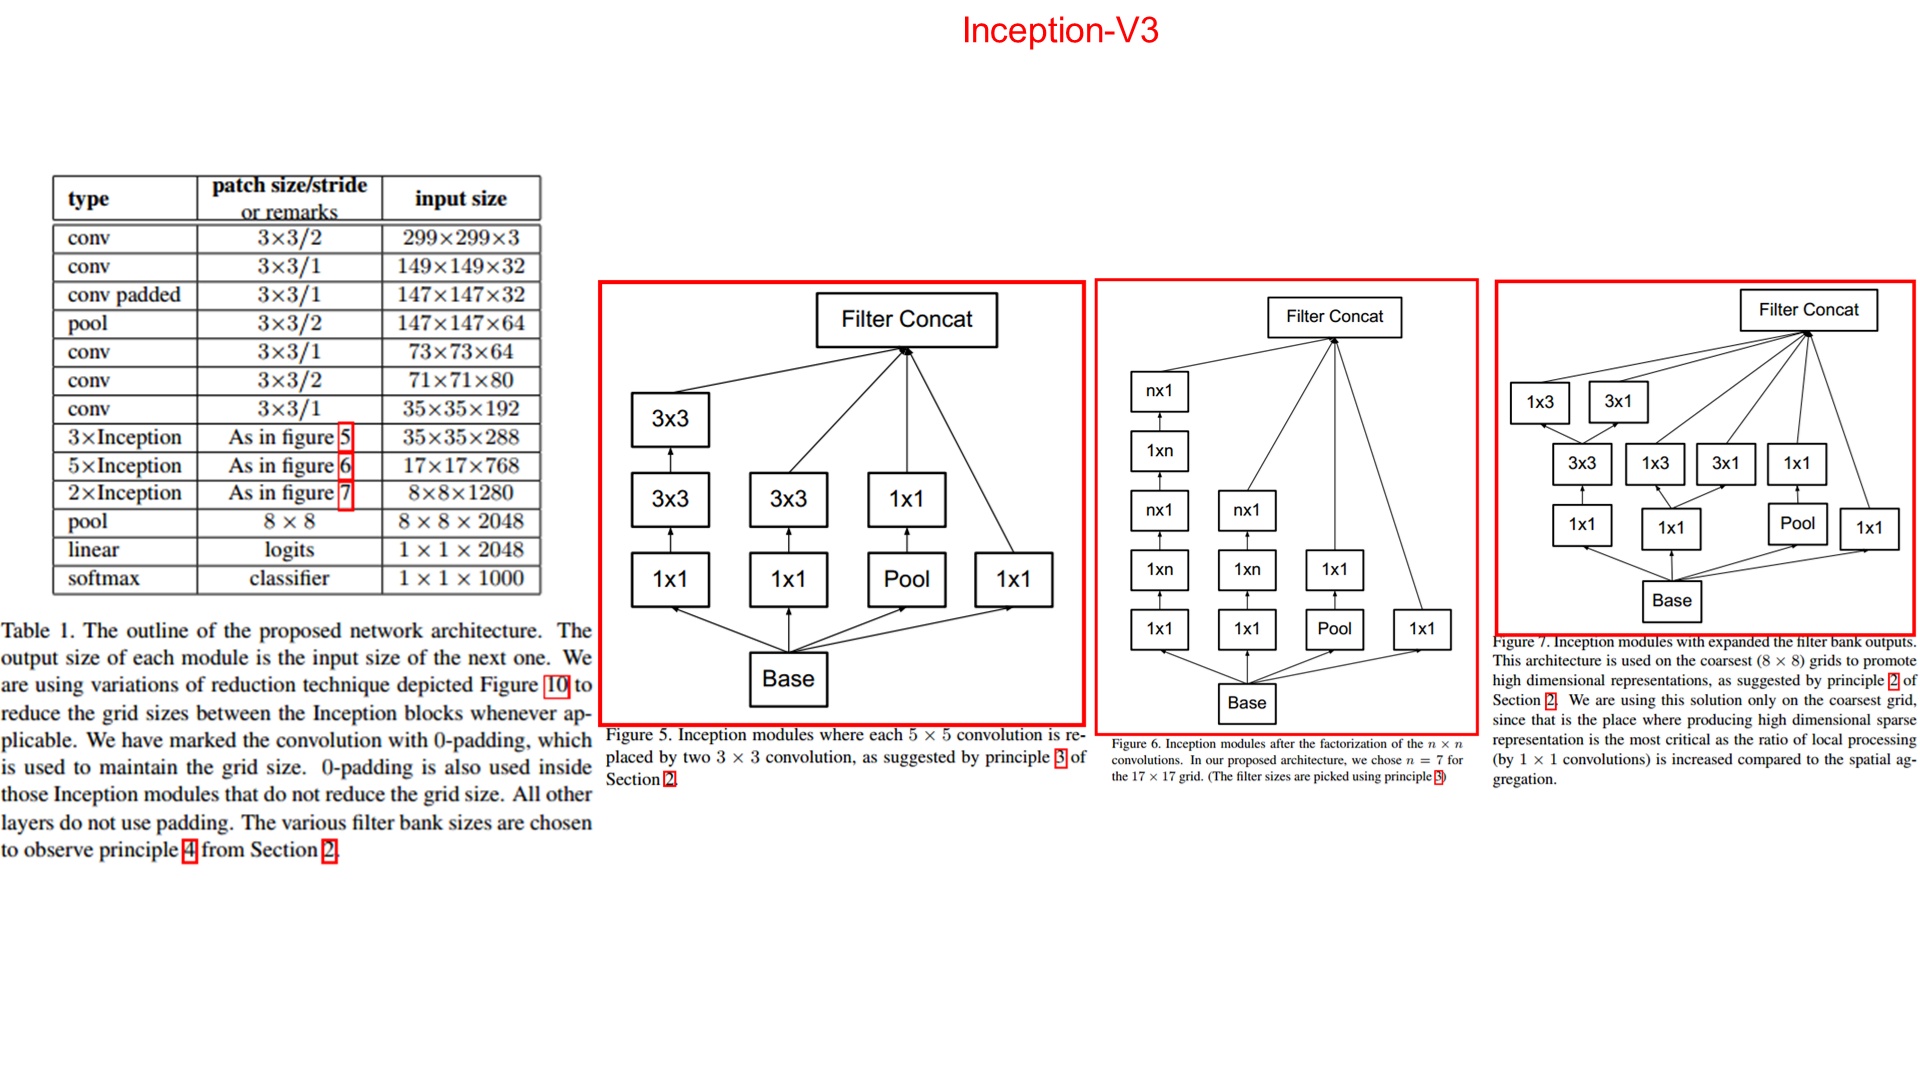 Inception-V3
type patch size/stride or remarks input size
conv 3×3/2 299×299×3
conv 3×3/1 149×149×32
conv padded 3×3/1 147×147×32
pool 3×3/2 147×147×64
conv 3×3/1 73×73×64
conv 3×3/2 71×71×80
conv 3×3/1 35×35×192
3×Inception As in figure 5 35×35×288
5×Inception As in figure 6 17×17×768
2×Inception As in figure 7 8×8×1280
pool 8 × 8 8 × 8 × 2048
linear logits 1 × 1 × 2048
softmax classifier 1 × 1 × 1000
Table 1. The outline of the proposed network architecture. The
output size of each module is the input size of the next one. We
are using variations of reduction technique depicted Figure 10 to
reduce the grid sizes between the Inception blocks whenever ap-
plicable. We have marked the convolution with 0-padding, which
is used to maintain the grid size. 0-padding is also used inside
those Inception modules that do not reduce the grid size. All other
layers do not use padding. The various filter bank sizes are chosen
to observe principle 4 from Section 2.
Filter Concat
3x3
3x3 3x3 1x1
1x1 1x1 Pool 1x1
Base
Figure 5. Inception modules where each 5 × 5 convolution is re-
placed by two 3 × 3 convolution, as suggested by principle 3 of
Section 2.
Filter Concat
nx1
1xn
nx1 nx1
1xn 1xn 1x1
1x1 1x1 Pool 1x1
Base
Figure 6. Inception modules after the factorization of the n × n
convolutions. In our proposed architecture, we chose n = 7 for
the 17 × 17 grid. (The filter sizes are picked using principle 3)
Filter Concat
1x3 3x1
3x3 1x3 3x1 1x1
1x1 1x1 Pool 1x1
Base
Figure 7. Inception modules with expanded the filter bank outputs.
This architecture is used on the coarsest (8 × 8) grids to promote
high dimensional representations, as suggested by principle 2 of
Section 2. We are using this solution only on the coarsest grid,
since that is the place where producing high dimensional sparse
representation is the most critical as the ratio of local processing
(by 1 × 1 convolutions) is increased compared to the spatial ag-
gregation.